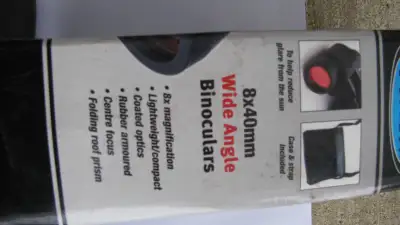 8x40mm
Wide Angle
Binoculars
• 8x magnification
• Lightweight/compact
• Coated optics
• Rubber armoured
• Centre focus
• Folding roof prism
To help reduce
glare from the sun
Case & strap
included